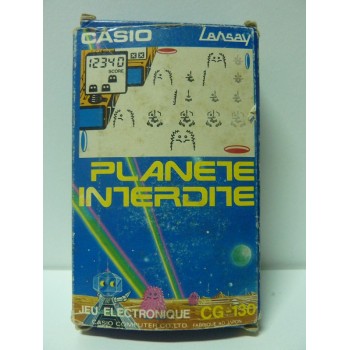 CASIO
Lansay
12340
SCORE
PLANETE
INTERDITE
JEU ELECTRONIQUE CG-130
CASIO COMPUTER CO., LTD.